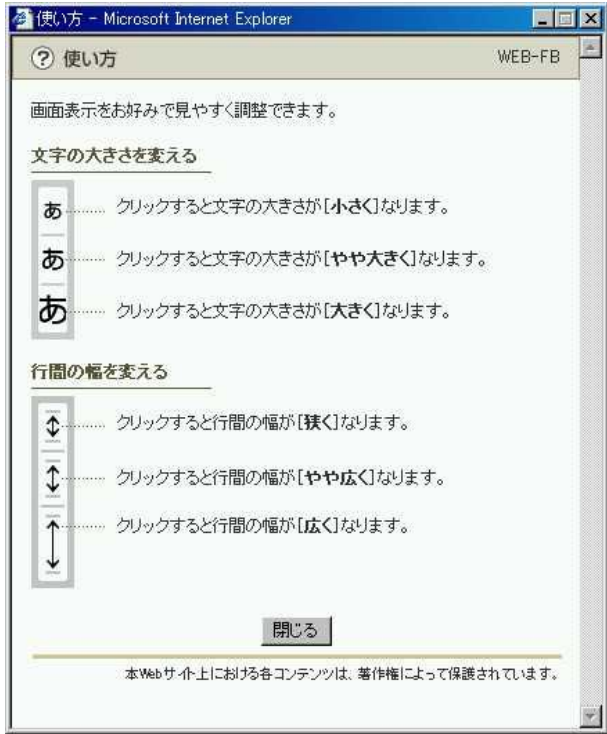 使い方 - Microsoft Internet Explorer
? 使い方 WEB-FB
画面表示をお好みで見やすく調整できます。
文字の大きさを変える
あ ········ クリックすると文字の大きさが[小さく]なります。
あ ········ クリックすると文字の大きさが[やや大きく]なります。
あ ········ クリックすると文字の大きさが[大きく]なります。
行間の幅を変える
クリックすると行間の幅が[狭く]なります。
クリックすると行間の幅が[やや広く]なります。
クリックすると行間の幅が[広く]なります。
閉じる
本Webサイト上における各コンテンツは、著作権によって保護されています。